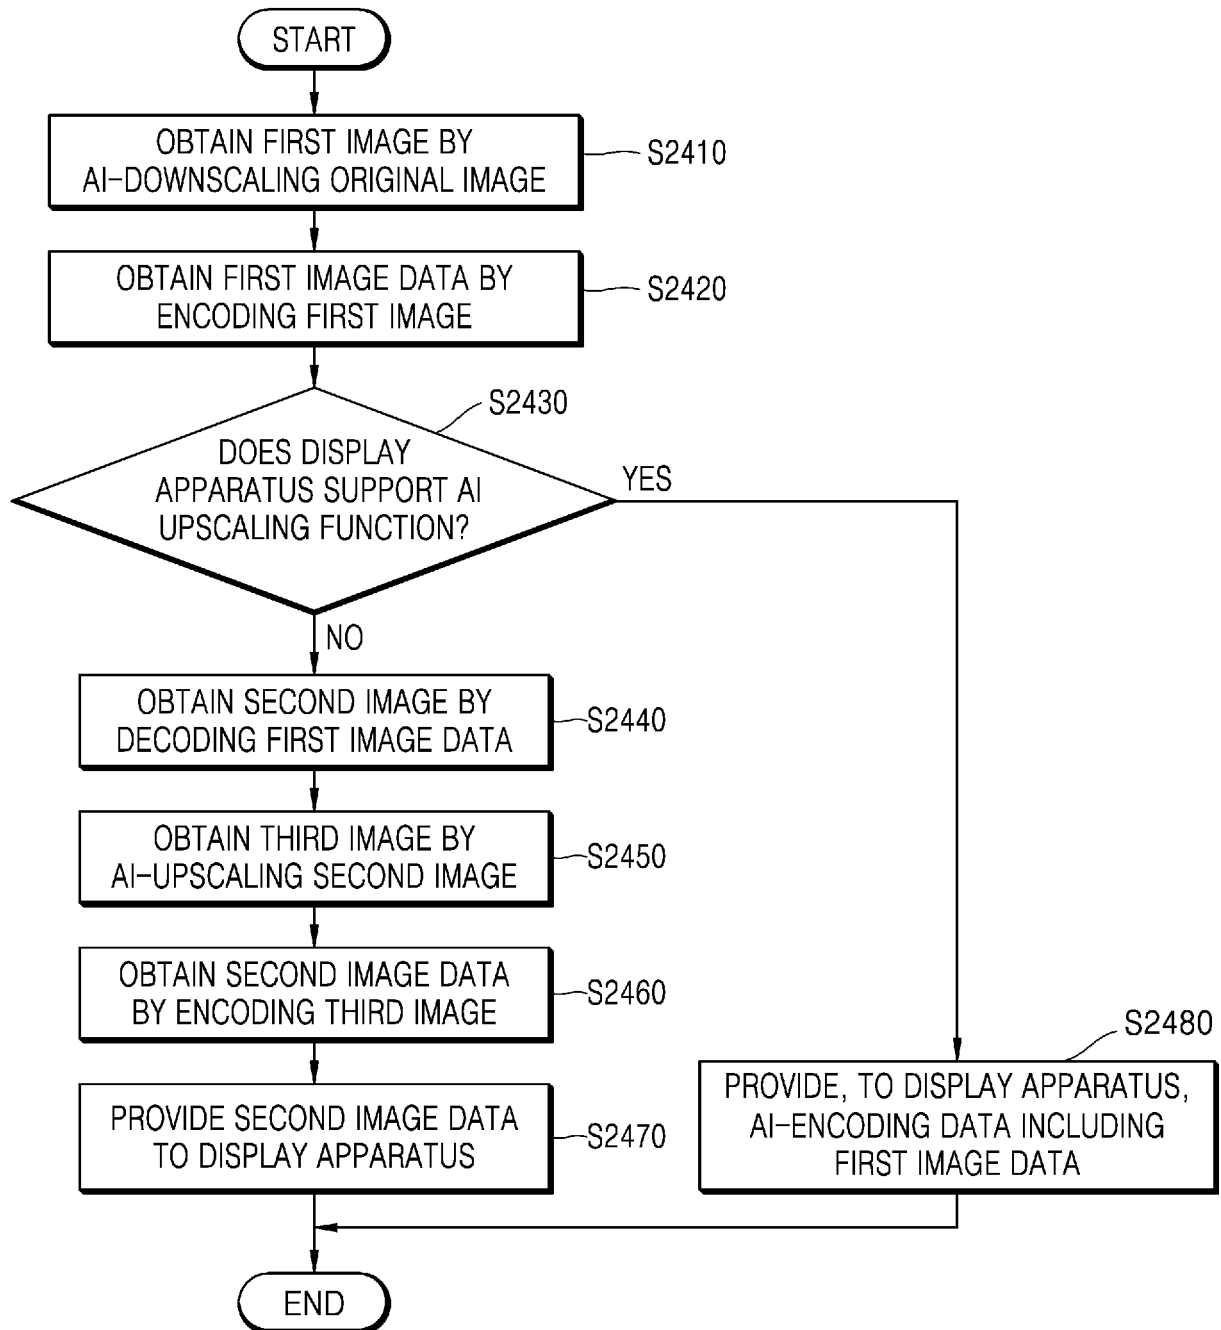 START
OBTAIN FIRST IMAGE BY
AI-DOWNSCALING ORIGINAL IMAGE
S2410
OBTAIN FIRST IMAGE DATA BY
ENCODING FIRST IMAGE
S2420
S2430
DOES DISPLAY
APPARATUS SUPPORT AI
UPSCALING FUNCTION?
YES
NO
OBTAIN SECOND IMAGE BY
DECODING FIRST IMAGE DATA
S2440
OBTAIN THIRD IMAGE BY
AI-UPSCALING SECOND IMAGE
S2450
OBTAIN SECOND IMAGE DATA
BY ENCODING THIRD IMAGE
S2460
PROVIDE SECOND IMAGE DATA
TO DISPLAY APPARATUS
S2470
S2480
PROVIDE, TO DISPLAY APPARATUS,
AI-ENCODING DATA INCLUDING
FIRST IMAGE DATA
END